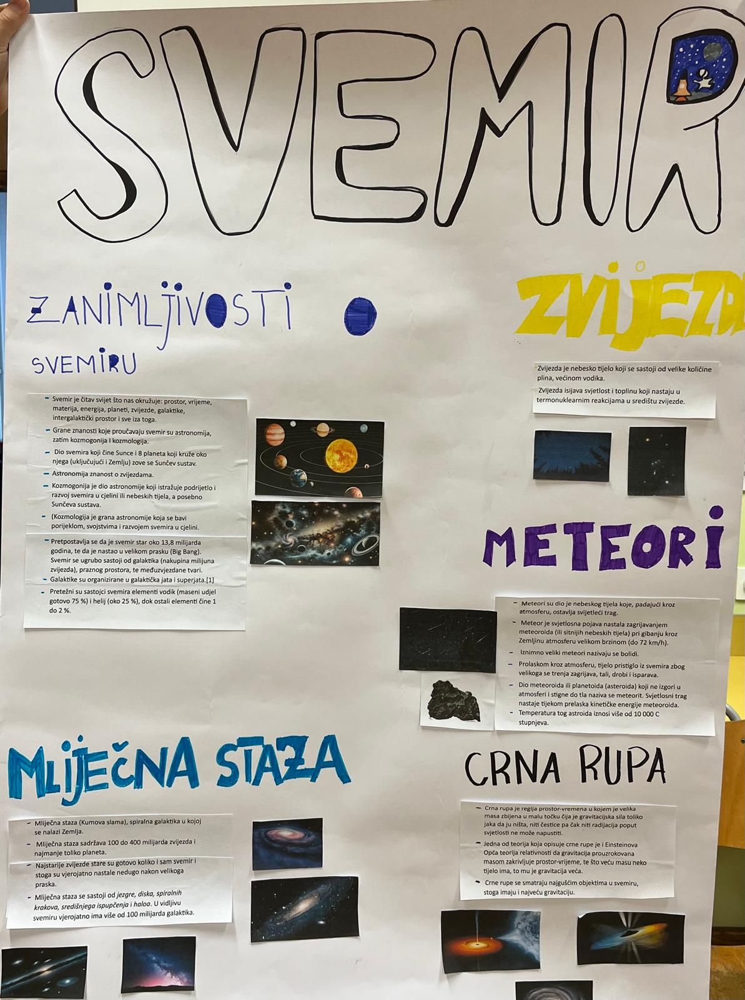 SVEMIR
ZANIMLJIVOSTI
SVEMIRU
- Svemir je čitav svijet što nas okružuje: prostor, vrijeme,
materija, energija, planeti, zvijezde, galaktike,
intergalaktički prostor i sve iza toga.
- Grane znanosti koje proučavaju svemir su astronomija,
zatim kozmogonija I kozmologija.
- Dio svemira koji čine Sunce i 8 planeta koji kruže oko
njega (uključujući i Zemlju) zove se Sunčev sustav.
- Astronomija znanost o zvijezdama.
- Kozmogonija je dio astronomije koji istražuje podrijetlo i
razvoj svemira u cjelini ili nebeskih tijela, a posebno
Sunčeva sustava.
- (Kozmologija je grana astronomije koja se bavi
porijeklom, svojstvima i razvojem svemira u cjelini.
- Pretpostavlja se da je svemir star oko 13,8 milijarda
godina, te da je nastao u velikom prasku (Big Bang).
Svemir se ugrubo sastoji od galaktika (nakupina milijuna
zvijezda), praznog prostora, te međuzvjezdane tvari.
- Galaktike su organizirane u galaktička jata i superjata.[1]
- Pretežni su sastojci svemira elementi vodik (maseni udjel
gotovo 75 %) i helij (oko 25 %), dok ostali elementi čine 1
do 2 %.
ZVIJEZD
Zvijezda je nebesko tijelo koji se sastoji od velike količine
plina, većinom vodika.
Zvijezda isijava svjetlost i toplinu koji nastaju u
termonuklearnim reakcijama u središtu zvijezde.
METEORI
- Meteori su dio je nebeskog tijela koje, padajući kroz
atmosferu, ostavlja svijetleći trag.
- Meteor je svjetlosna pojava nastala zagrijavanjem
meteoroida (ili sitnijih nebeskih tijela) pri gibanju kroz
Zemljinu atmosferu velikom brzinom (do 72 km/h).
- Iznimno veliki meteori nazivaju se bolidi.
- Prolaskom kroz atmosferu, tijelo pristiglo iz svemira zbog
velikoga se trenja zagrijava, tali, drobi i isparava.
- Dio meteoroida ili planetoida (asteroida) koji ne izgori u
atmosferi i stigne do tla naziva se meteorit. Svjetlosni trag
nastaje tijekom prelaska kinetičke energije meteoroida.
- Temperatura tog astroida iznosi više od 10 000 C
stupnjeva.
MLIJEČNA STAZA
- Mliječna staza (Kumova slama), spiralna galaktika u kojoj
se nalazi Zemlja.
- Mliječna staza sadržava 100 do 400 milijarda zvijezda i
najmanje toliko planeta.
- Najstarije zvijezde stare su gotovo koliko i sam svemir i
stoga su vjerojatno nastale nedugo nakon velikoga
praska.
- Mliječna staza se sastoji od jezgre, diska, spiralnih
krakova, središnjega ispupčenja i haloa. U vidljivu
svemiru vjerojatno ima više od 100 milijarda galaktika.
CRNA RUPA
- Crna rupa je regija prostor-vremena u kojem je velika
masa zbijena u malu točku čija je gravitacijska sila toliko
jaka da ju ništa, niti čestice pa čak niti radijacija poput
svjetlosti ne može napustiti.
- Jedna od teorija koja opisuje crne rupe je i Einsteinova
Opća teorija relativnosti da gravitacija prouzrokovana
masom zakrivljuje prostor-vrijeme, te što veću masu neko
tijelo ima, to mu je gravitacija veća.
- Crne rupe se smatraju najgušćim objektima u svemiru,
stoga imaju i najveću gravitaciju.